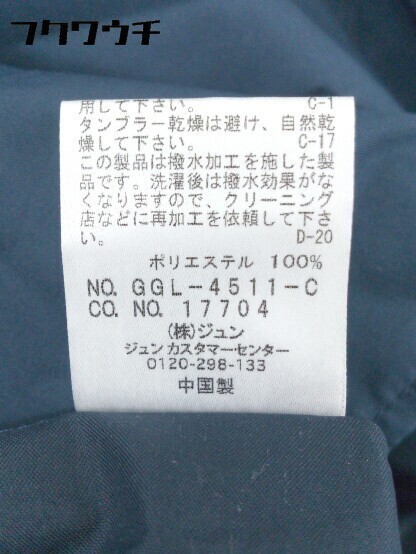 フクワウチ
用して下さい。 C-1
タンブラー乾燥は避け、自然乾
燥して下さい。 C-17
この製品は撥水加工を施した製
品です。洗濯後は撥水効果がな
くなりますので、クリーニング
店などに再加工を依頼して下さ
い。 D-20
ポリエステル 100%
NO. GGL-4511-C
CO. NO. 17704
(株)ジュン
ジュン カスタマーセンター
0120-298-133
中国製